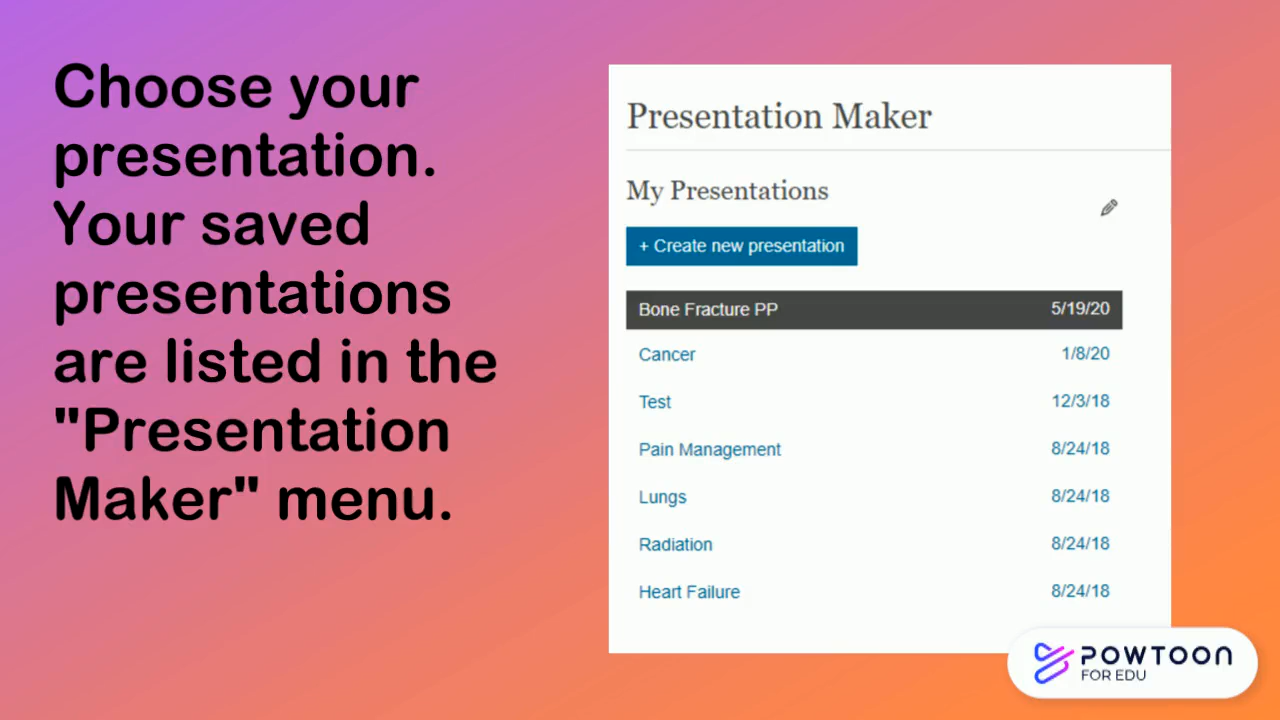 Choose your
presentation.
Your saved
presentations
are listed in the
"Presentation
Maker" menu.
Presentation Maker
My Presentations
+ Create new presentation
Bone Fracture PP 5/19/20
Cancer 1/8/20
Test 12/3/18
Pain Management 8/24/18
Lungs 8/24/18
Radiation 8/24/18
Heart Failure 8/24/18
POWTOON
FOR EDU